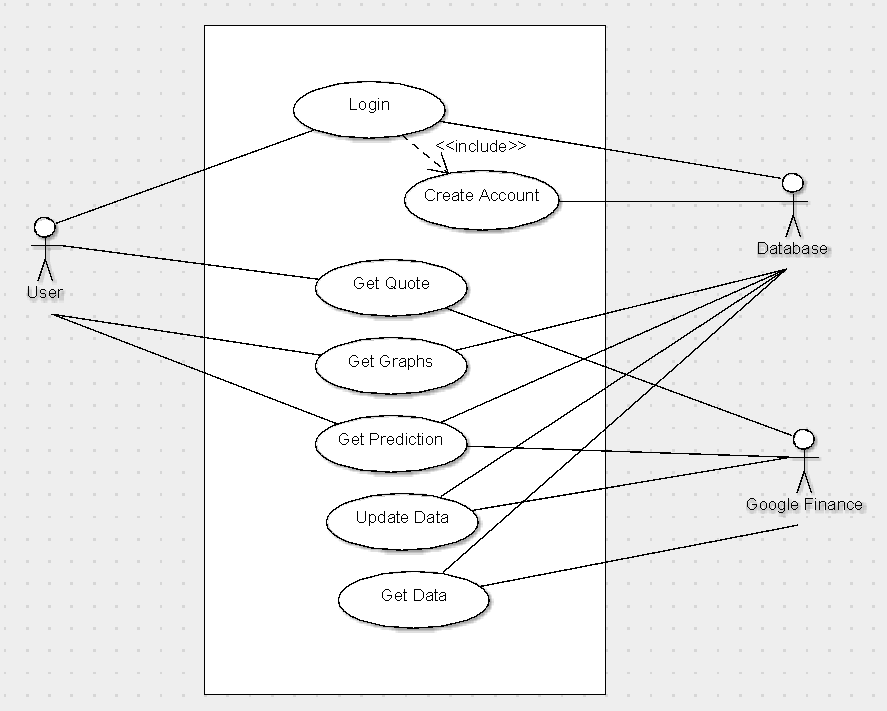 Login
<<include>>
Create Account
User
Database
Get Quote
Get Graphs
Get Prediction
Update Data
Get Data
Google Finance